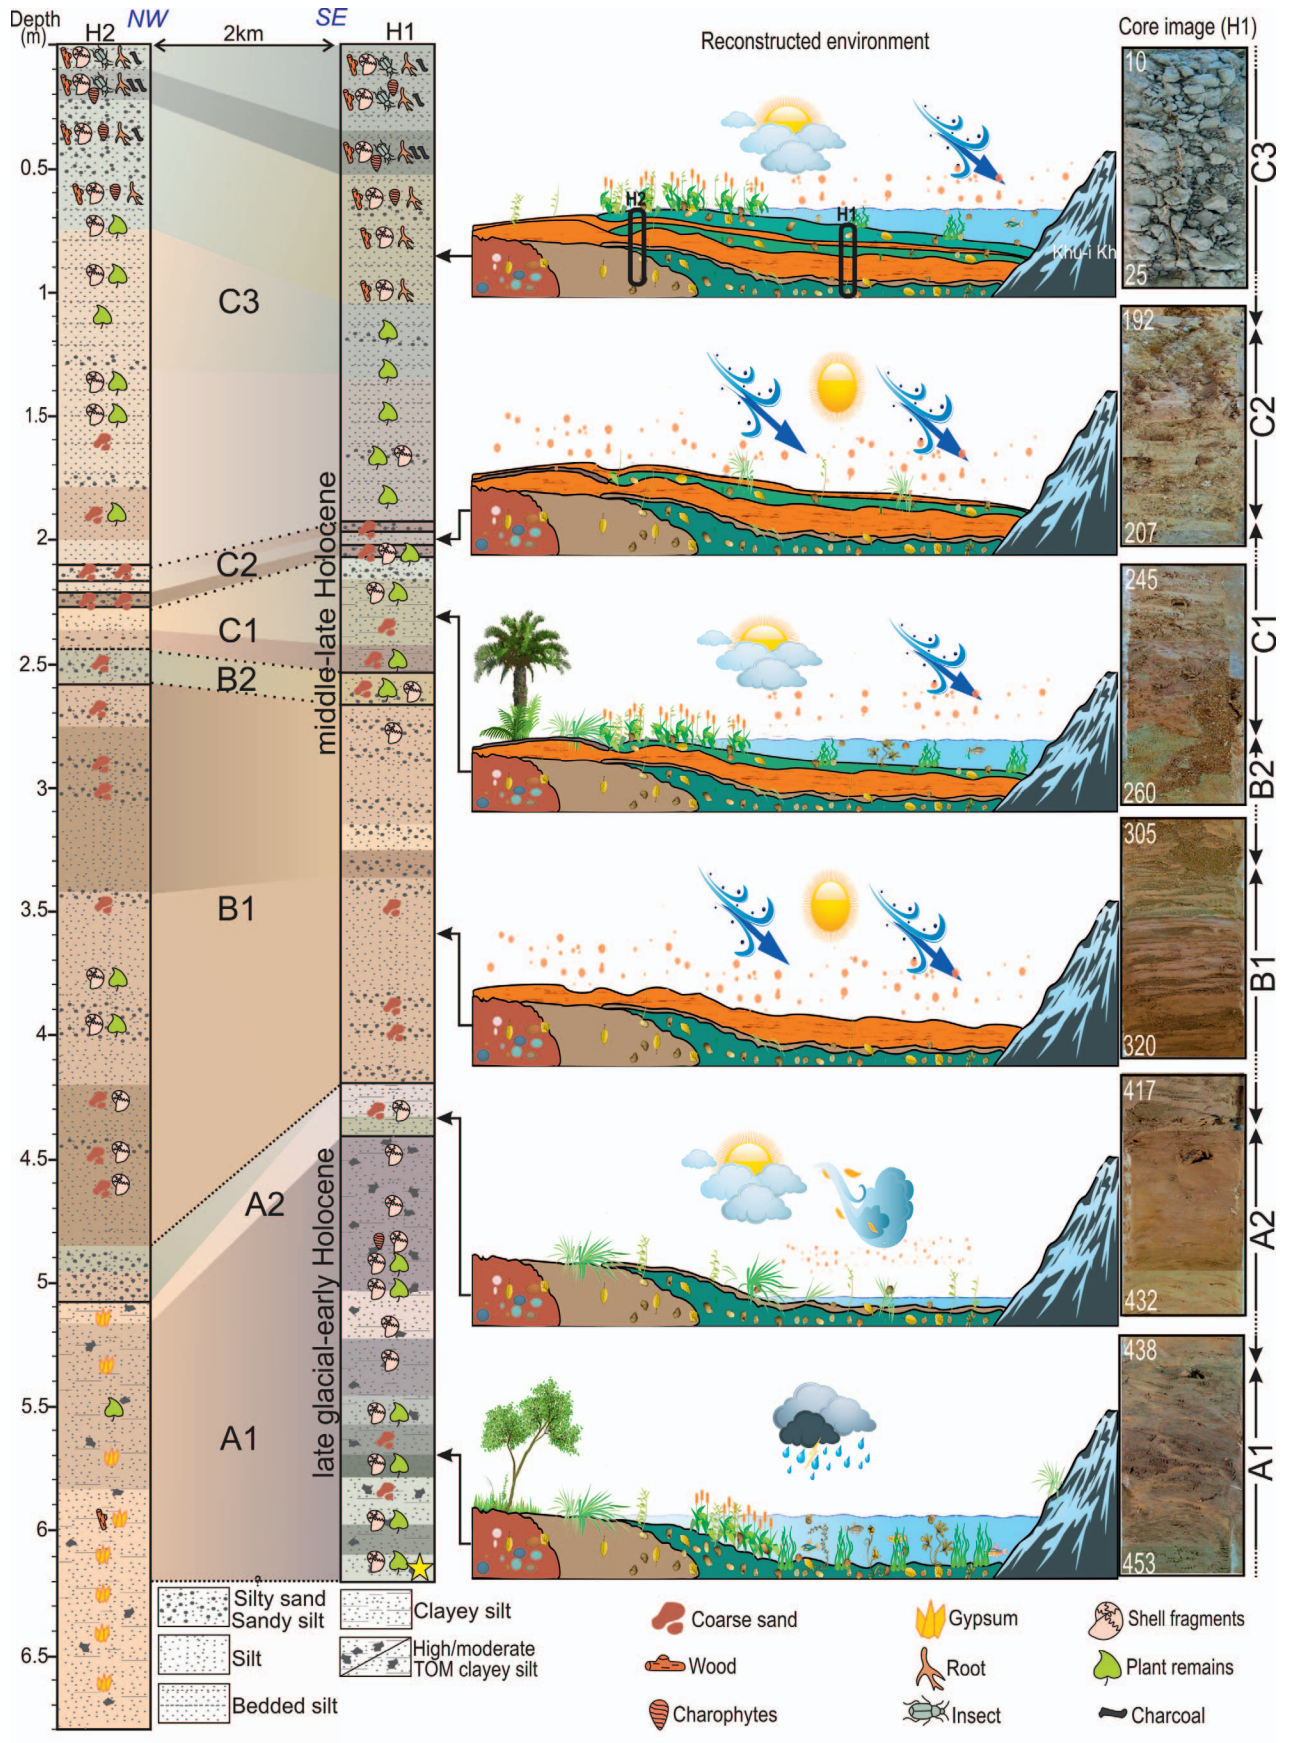 Depth
(m)
NW
SE
H2
2km
H1
Reconstructed environment
Core image (H1)
0.5
1
1.5
2
2.5
3
3.5
4
4.5
5
5.5
6
6.5
C3
C2
C1
B2
B1
A2
A1
middle-late Holocene
late glacial-early Holocene
?
H2
H1
Khu-i Kh
10
25
192
207
245
260
305
320
417
432
438
453
C3
C2
C1
B2
B1
A2
A1
Silty sand
Sandy silt
Silt
Bedded silt
Clayey silt
High/moderate
TOM clayey silt
Coarse sand
Wood
Charophytes
Gypsum
Root
Insect
Shell fragments
Plant remains
Charcoal